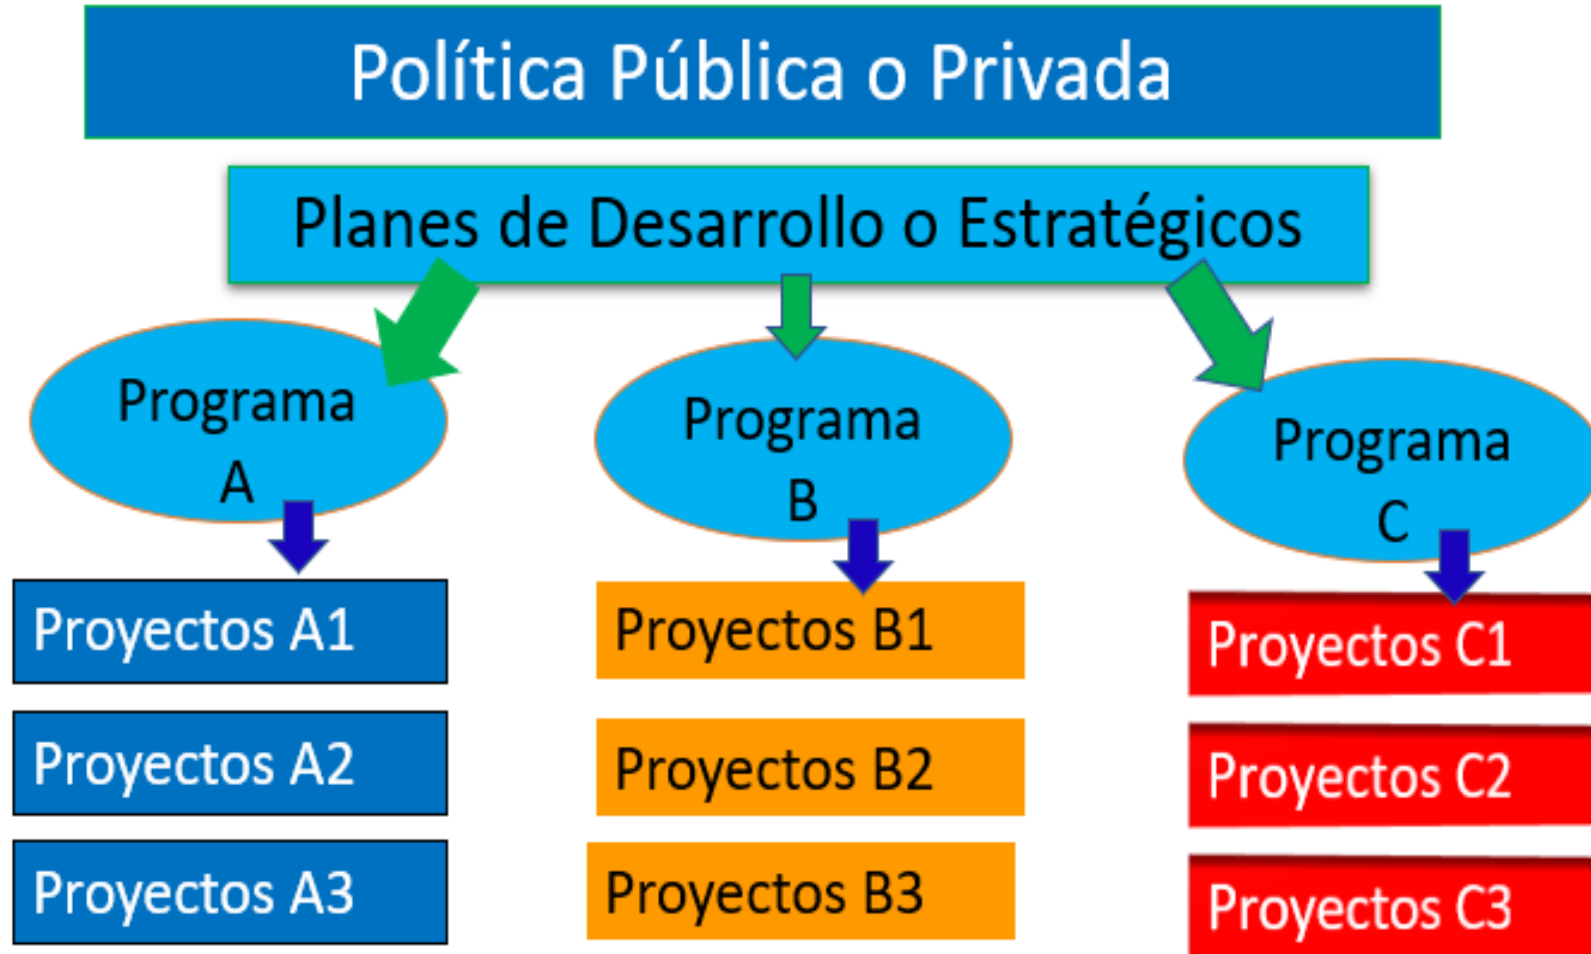 Política Pública o Privada
Planes de Desarrollo o Estratégicos
Programa
A
Programa
B
Programa
C
Proyectos A1
Proyectos A2
Proyectos A3
Proyectos B1
Proyectos B2
Proyectos B3
Proyectos C1
Proyectos C2
Proyectos C3